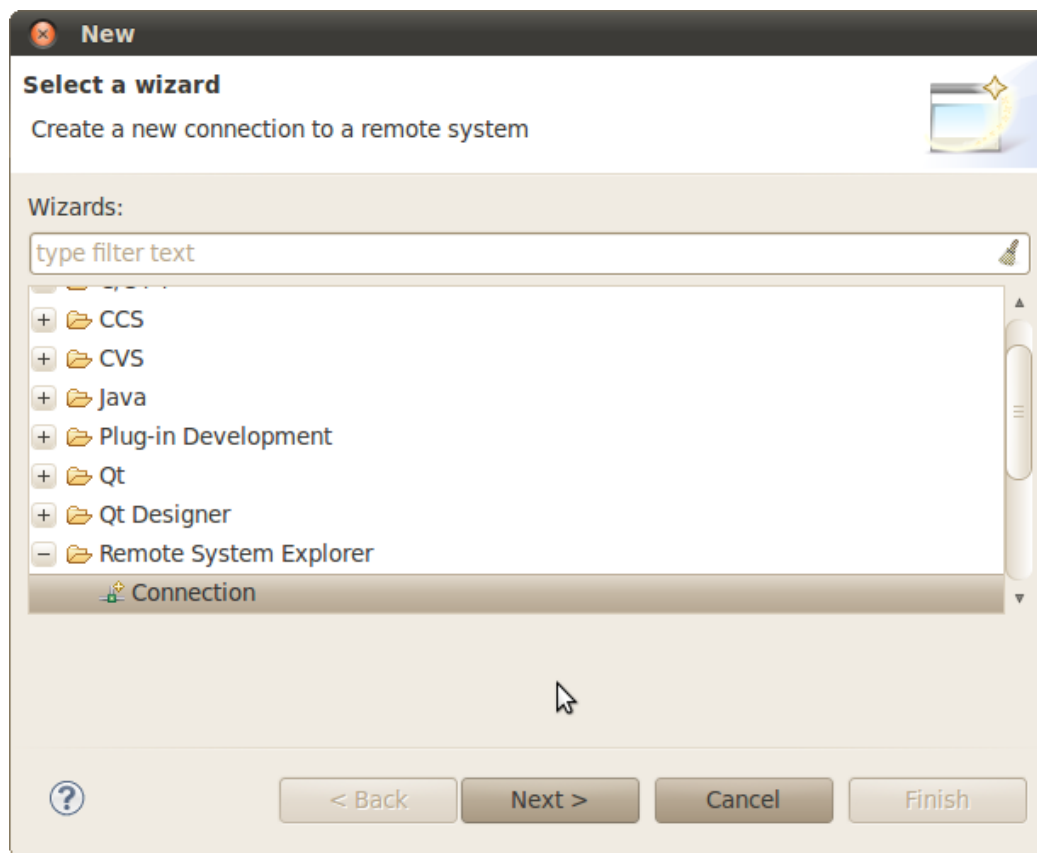 New
Select a wizard
Create a new connection to a remote system
Wizards:
type filter text
CCS
CVS
Java
Plug-in Development
Qt
Qt Designer
Remote System Explorer
Connection
< Back Next > Cancel Finish